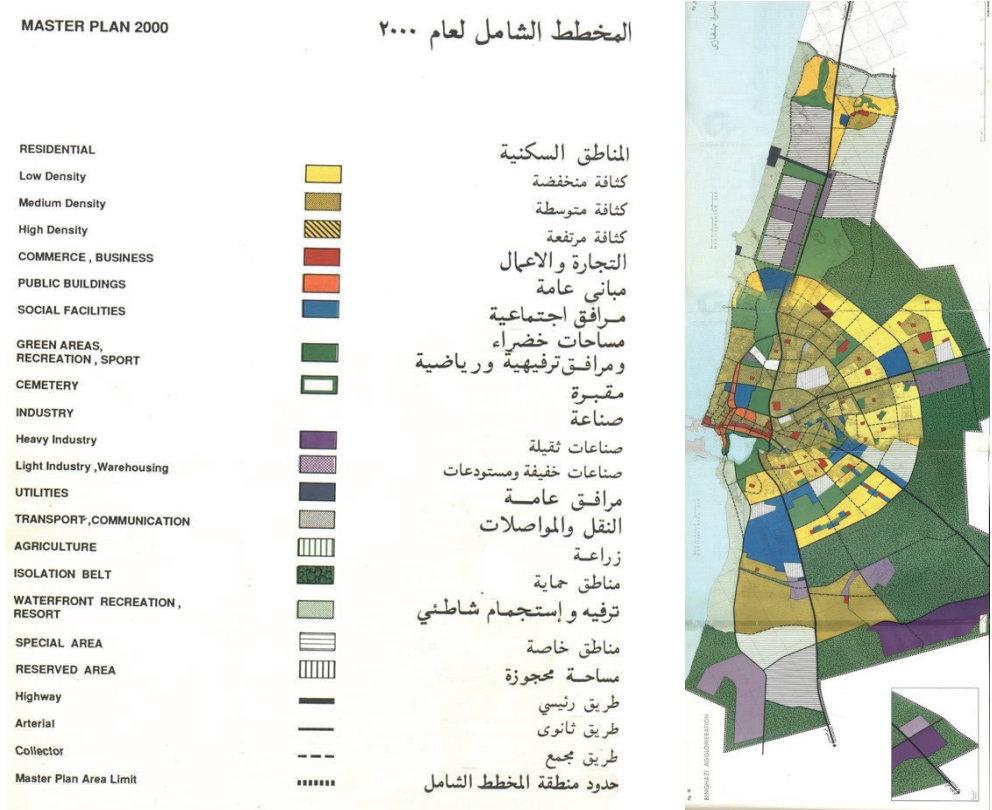 MASTER PLAN 2000
المخطط الشامل لعام ٢٠٠٠
RESIDENTIAL
المناطق السكنية
Low Density
كثافة منخفضة
Medium Density
كثافة متوسطة
High Density
كثافة مرتفعة
COMMERCE , BUSINESS
التجارة والاعمال
PUBLIC BUILDINGS
مباني عامة
SOCIAL FACILITIES
مرافق اجتماعية
GREEN AREAS,
RECREATION , SPORT
مساحات خضراء
ومرافق ترفيهية ورياضية
CEMETERY
مقبرة
INDUSTRY
صناعة
Heavy Industry
صناعات ثقيلة
Light Industry ,Warehousing
صناعات خفيفة ومستودعات
UTILITIES
مرافق عامة
TRANSPORT,COMMUNICATION
النقل والمواصلات
AGRICULTURE
زراعة
ISOLATION BELT
مناطق حماية
WATERFRONT RECREATION ,
RESORT
ترفيه و إستجمام شاطئي
SPECIAL AREA
مناطق خاصة
RESERVED AREA
مساحة محجوزة
Highway
طريق رئيسي
Arterial
طريق ثانوى
Collector
طريق مجمع
Master Plan Area Limit
حدود منطقة المخطط الشامل
BINGHAZI AGGLOMERATION